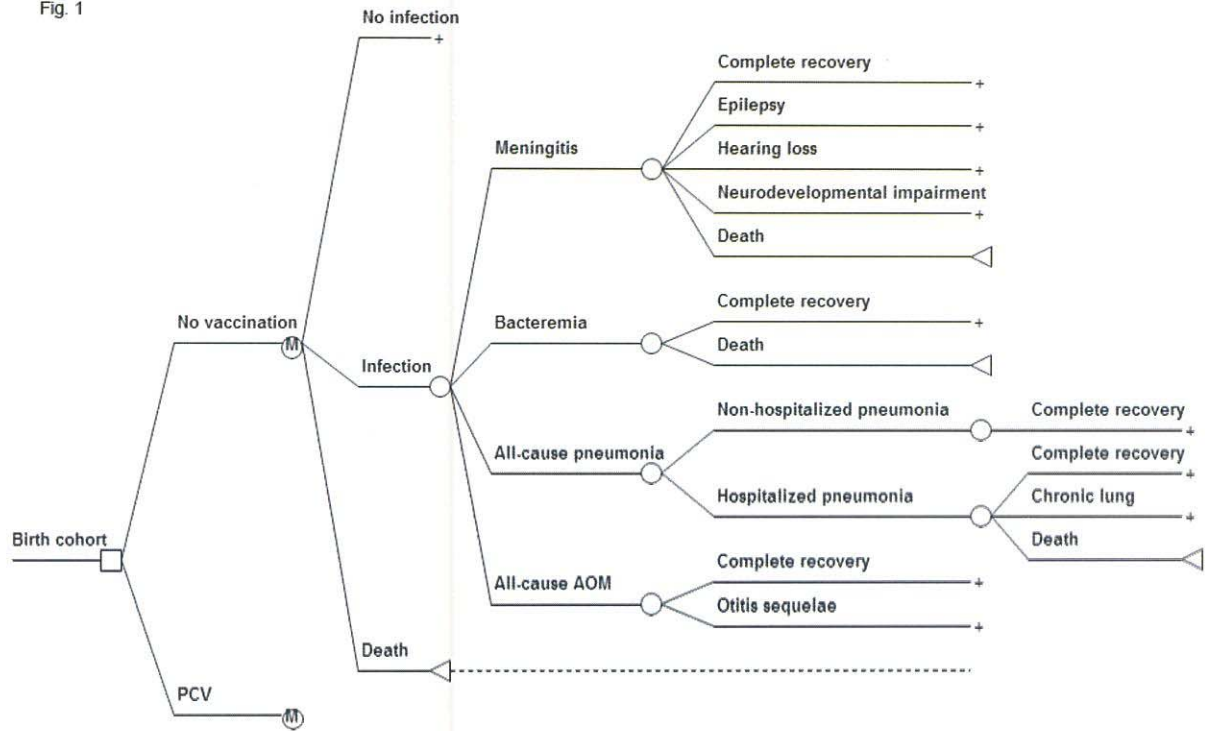 Fig. 1
No infection
Complete recovery
Epilepsy
Meningitis
Hearing loss
Neurodevelopmental impairment
Death
No vaccination
M
Bacteremia
Complete recovery
Death
Infection
Non-hospitalized pneumonia
Complete recovery
All-cause pneumonia
Complete recovery
Hospitalized pneumonia
Chronic lung
Death
Birth cohort
All-cause AOM
Complete recovery
Otitis sequelae
Death
PCV
M